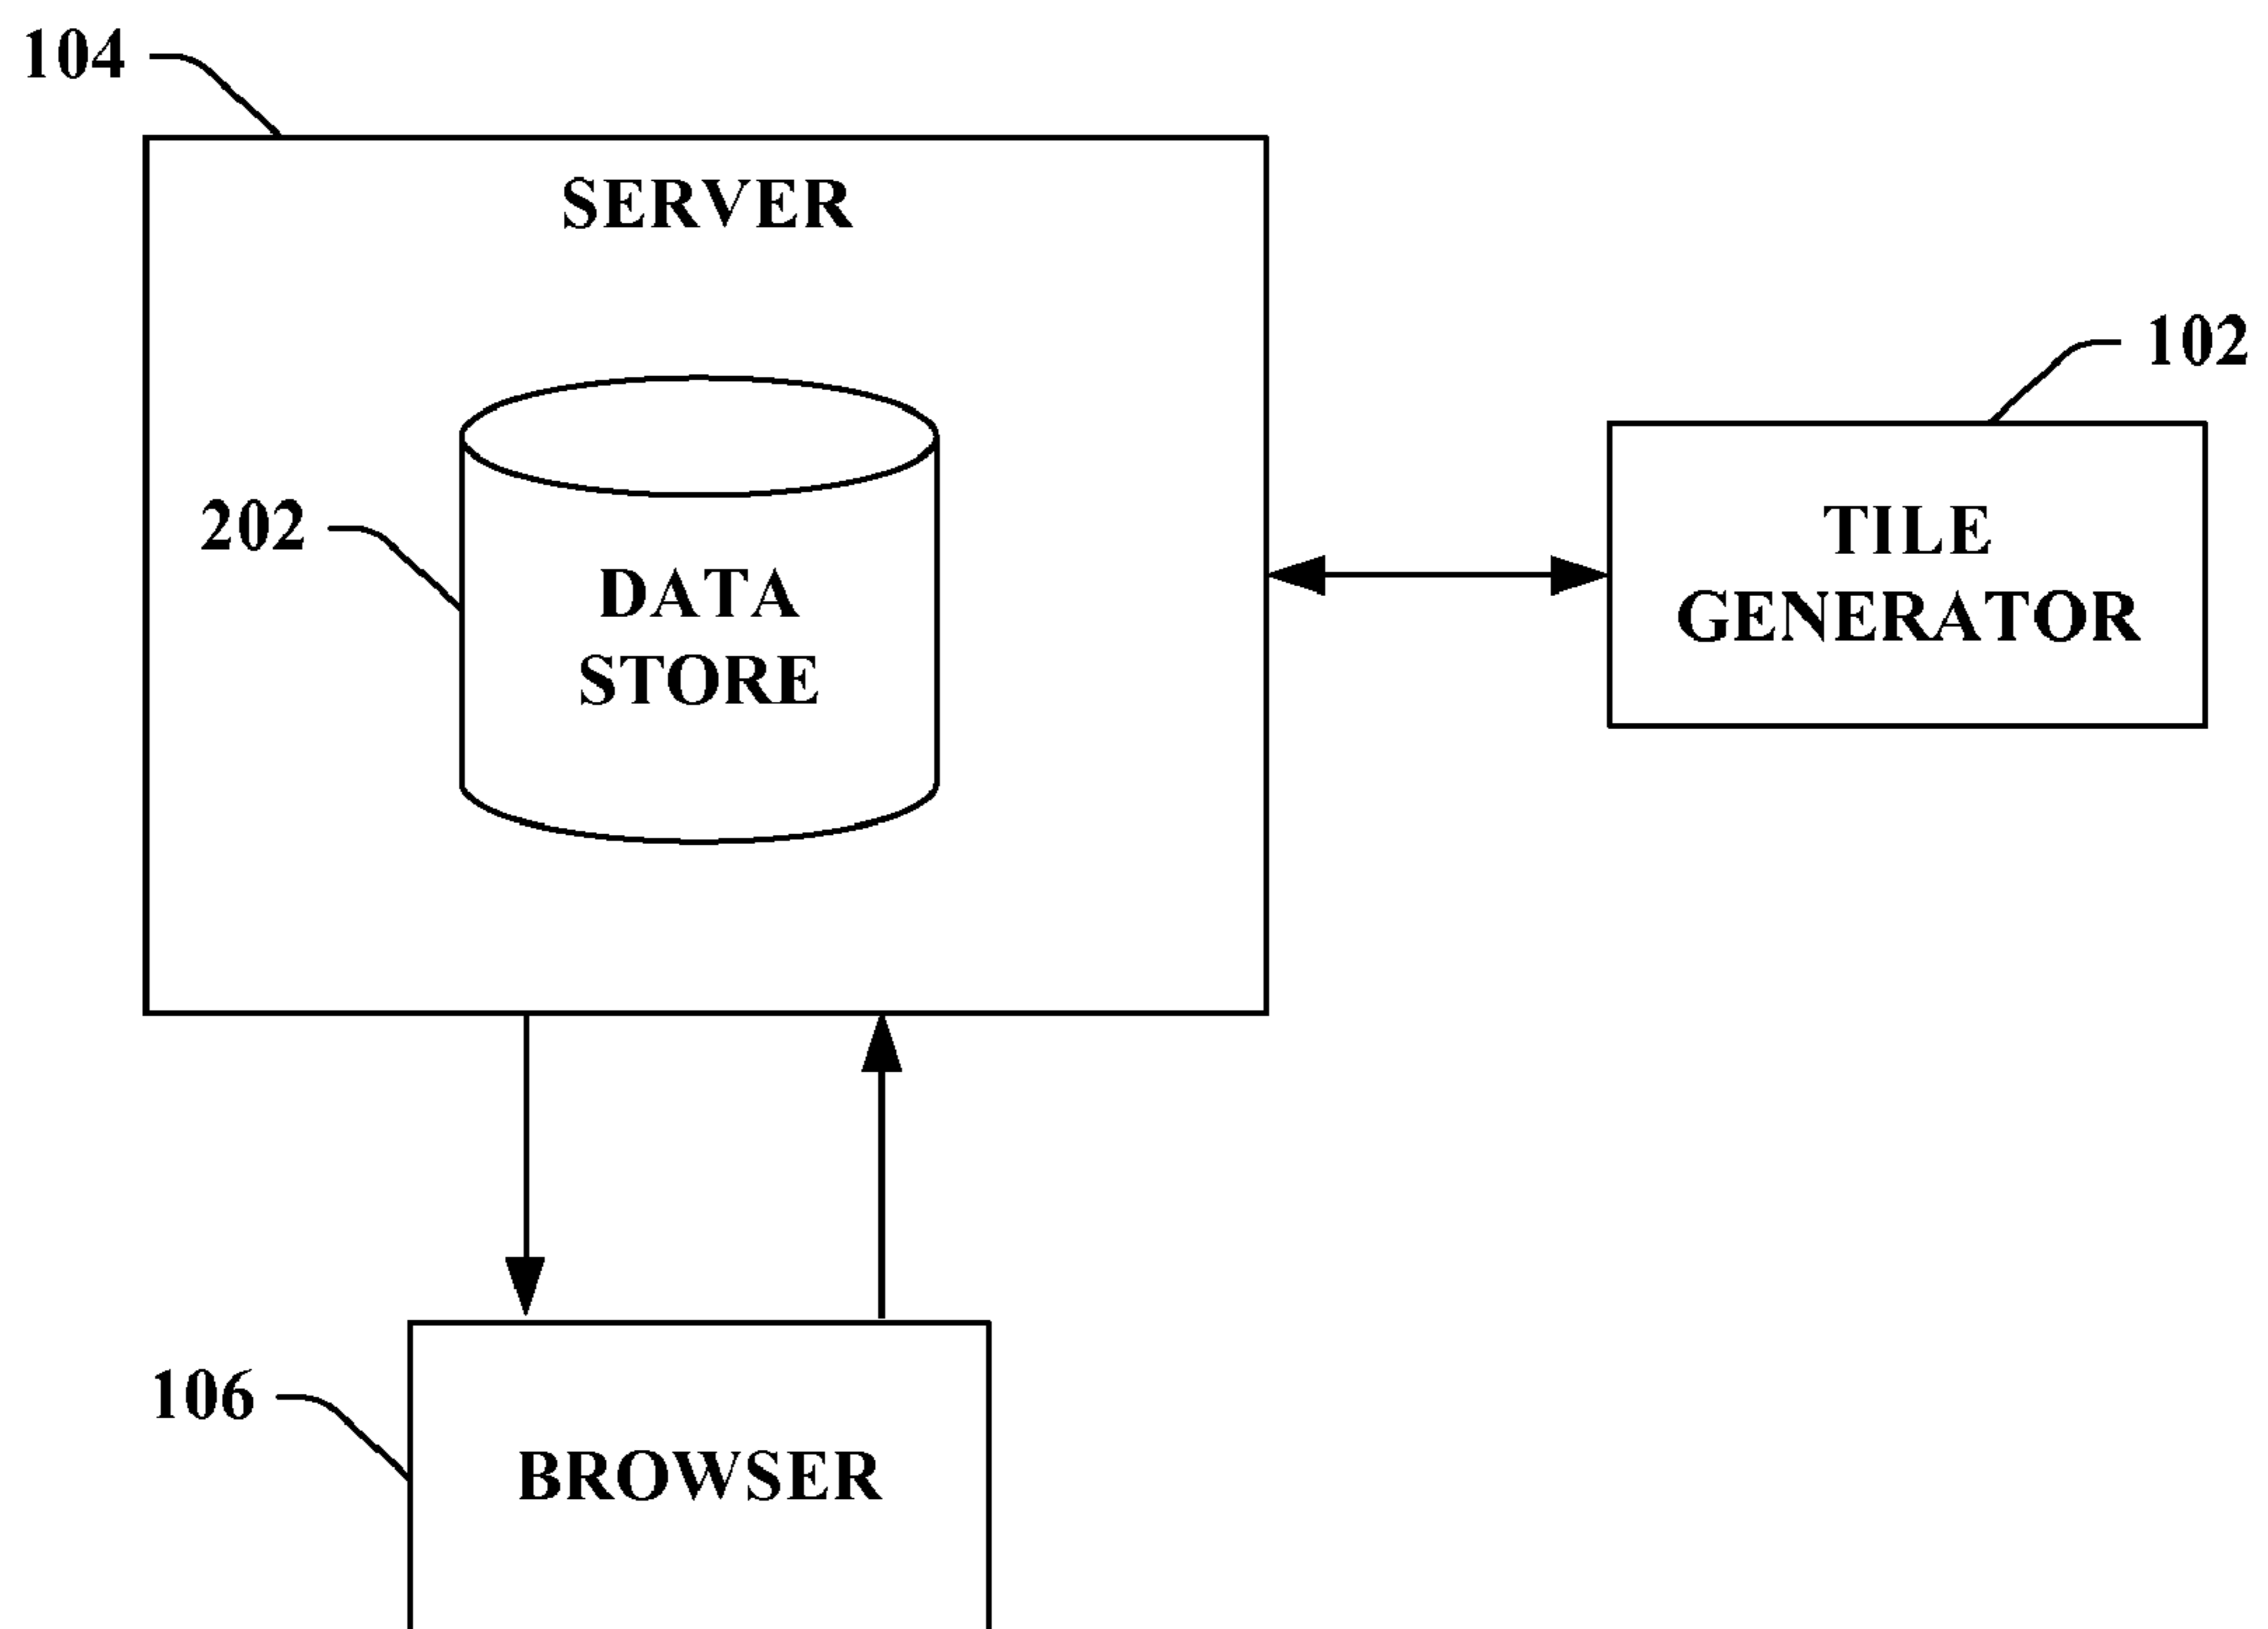 104
SERVER
102
202
DATA
STORE
TILE
GENERATOR
106
BROWSER